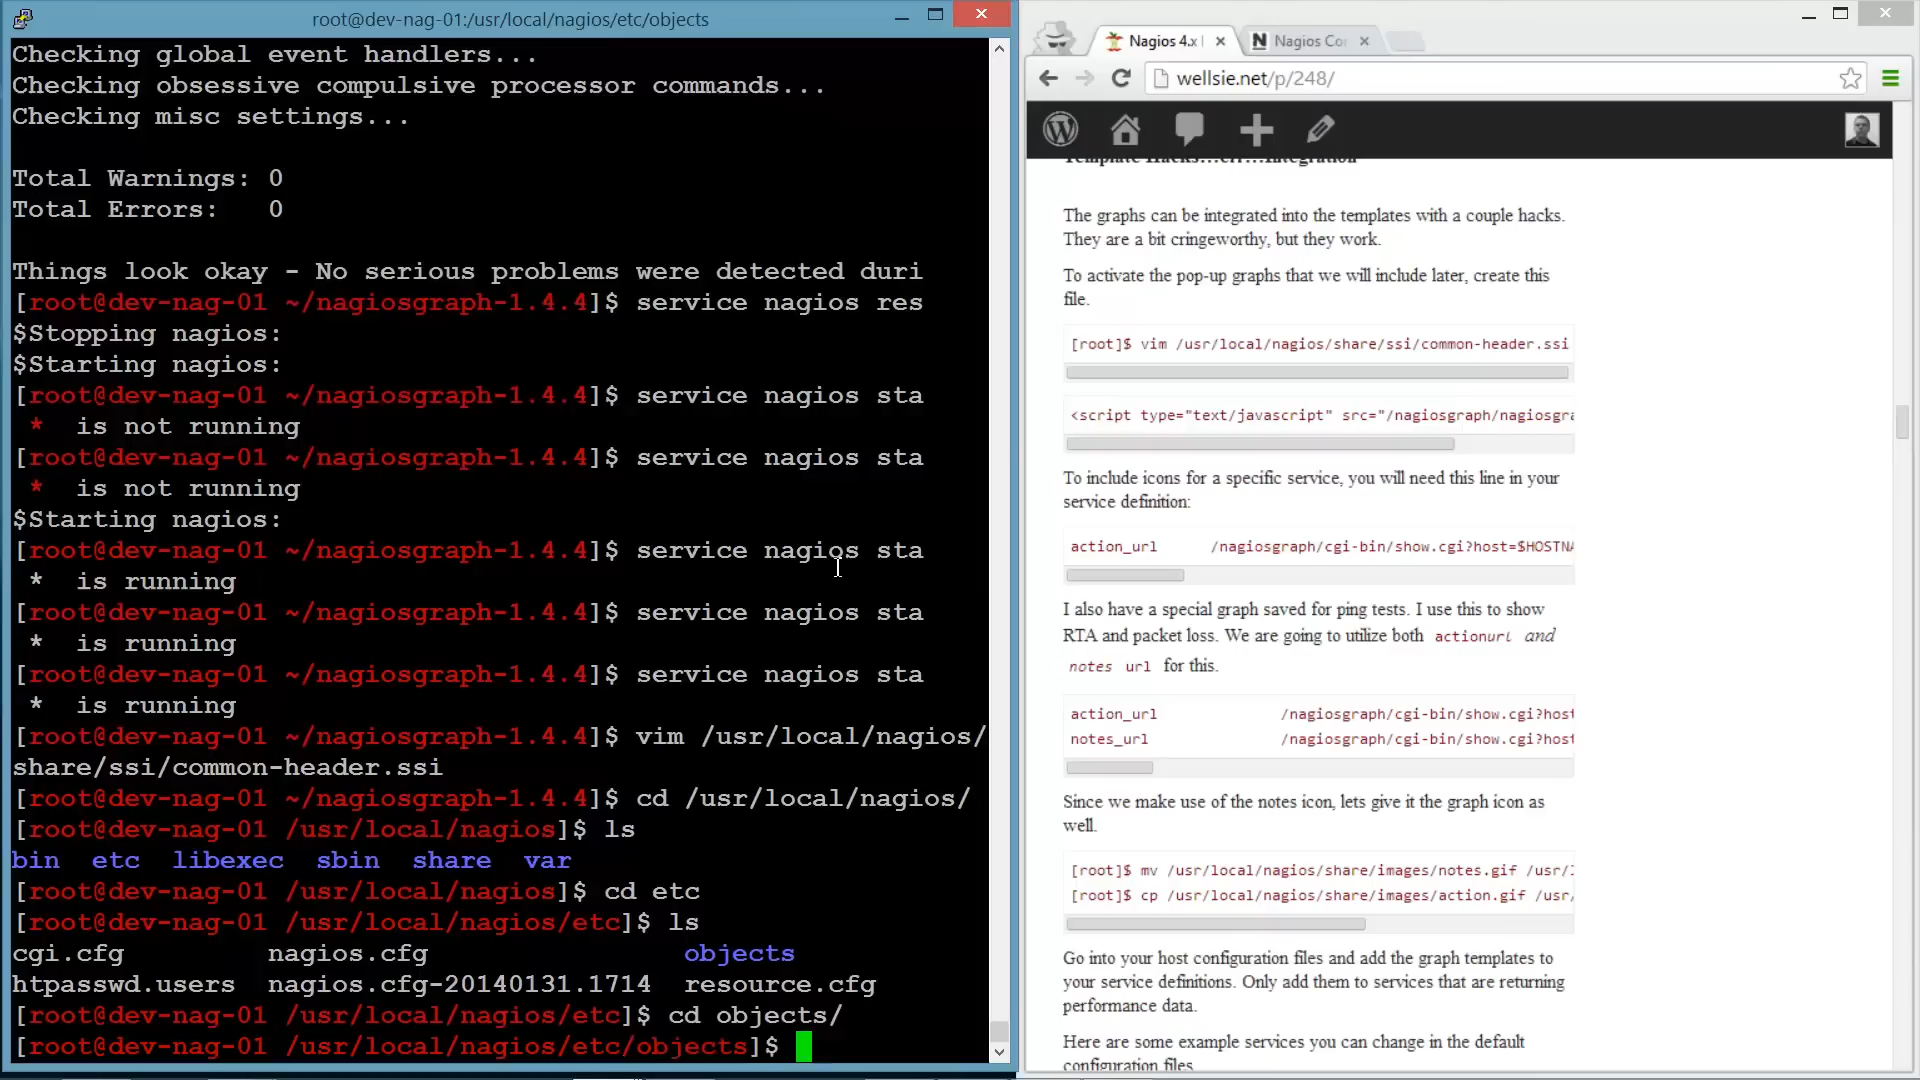 root@dev-nag-01:/usr/local/nagios/etc/objects
Checking global event handlers...
Checking obsessive compulsive processor commands...
Checking misc settings...
Total Warnings: 0
Total Errors:   0
Things look okay - No serious problems were detected duri
[root@dev-nag-01 ~/nagiosgraph-1.4.4]$ service nagios res
$Stopping nagios:
$Starting nagios:
[root@dev-nag-01 ~/nagiosgraph-1.4.4]$ service nagios sta
 *  is not running
[root@dev-nag-01 ~/nagiosgraph-1.4.4]$ service nagios sta
 *  is not running
$Starting nagios:
[root@dev-nag-01 ~/nagiosgraph-1.4.4]$ service nagios sta
 *  is running
[root@dev-nag-01 ~/nagiosgraph-1.4.4]$ service nagios sta
 *  is running
[root@dev-nag-01 ~/nagiosgraph-1.4.4]$ service nagios sta
 *  is running
[root@dev-nag-01 ~/nagiosgraph-1.4.4]$ vim /usr/local/nagios/
share/ssi/common-header.ssi
[root@dev-nag-01 ~/nagiosgraph-1.4.4]$ cd /usr/local/nagios/
[root@dev-nag-01 /usr/local/nagios]$ ls
bin  etc  libexec  sbin  share  var
[root@dev-nag-01 /usr/local/nagios]$ cd etc
[root@dev-nag-01 /usr/local/nagios/etc]$ ls
cgi.cfg         nagios.cfg                objects
htpasswd.users  nagios.cfg-20140131.1714  resource.cfg
[root@dev-nag-01 /usr/local/nagios/etc]$ cd objects/
[root@dev-nag-01 /usr/local/nagios/etc/objects]$
Nagios 4.x |
N Nagios Co
wellsie.net/p/248/
Template Hacks...err...Integration
The graphs can be integrated into the templates with a couple hacks.
They are a bit cringeworthy, but they work.
To activate the pop-up graphs that we will include later, create this
file.
[root]$ vim /usr/local/nagios/share/ssi/common-header.ssi
<script type="text/javascript" src="/nagiosgraph/nagiosgra
To include icons for a specific service, you will need this line in your
service definition:
action_url      /nagiosgraph/cgi-bin/show.cgi?host=$HOSTNA
I also have a special graph saved for ping tests. I use this to show
RTA and packet loss. We are going to utilize both actionurl and
notes url for this.
action_url      /nagiosgraph/cgi-bin/show.cgi?host
notes_url       /nagiosgraph/cgi-bin/show.cgi?host
Since we make use of the notes icon, lets give it the graph icon as
well.
[root]$ mv /usr/local/nagios/share/images/notes.gif /usr/l
[root]$ cp /usr/local/nagios/share/images/action.gif /usr/
Go into your host configuration files and add the graph templates to
your service definitions. Only add them to services that are returning
performance data.
Here are some example services you can change in the default
configuration files